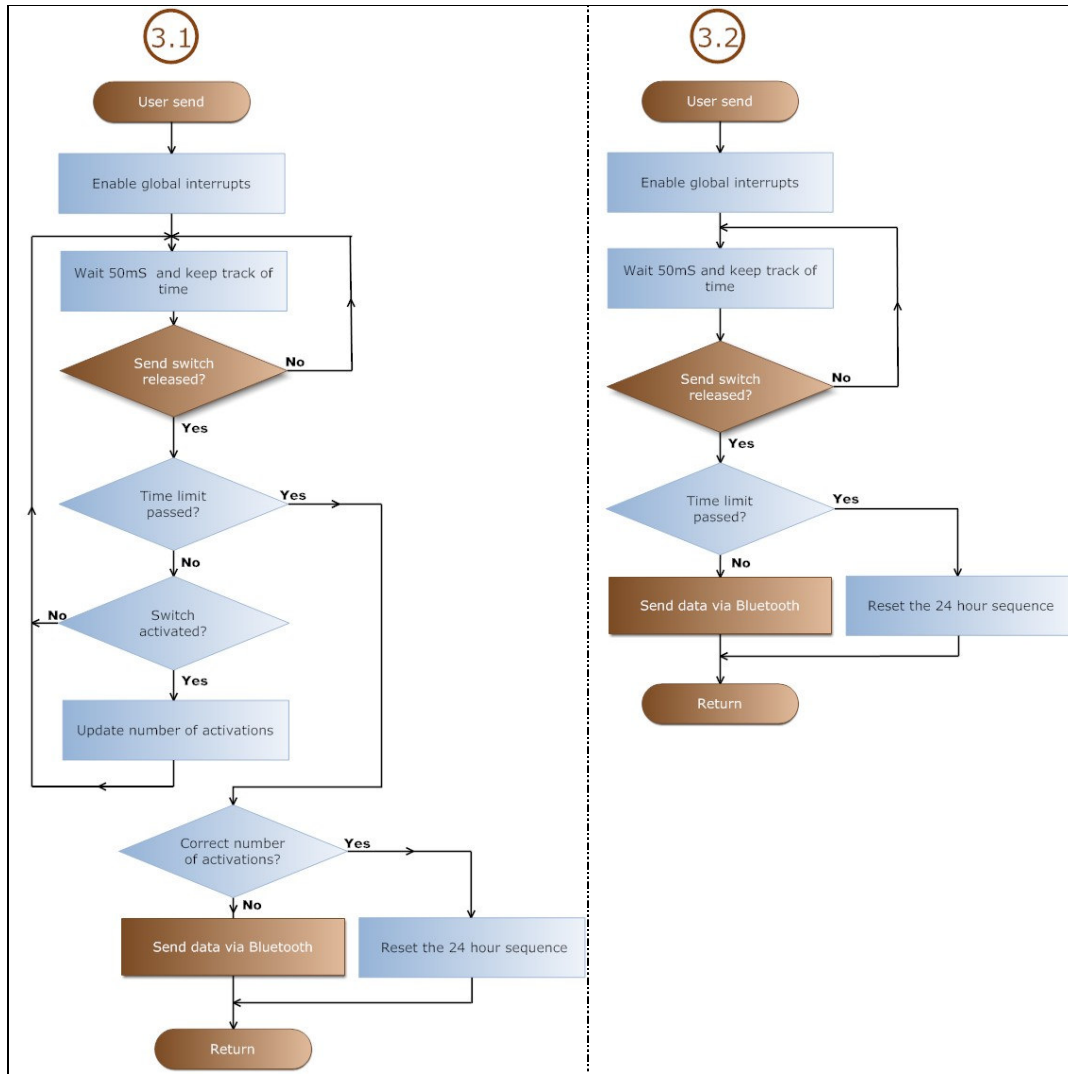 3.1
User send
Enable global interrupts
Wait 50mS and keep track of
time
Send switch
released?
No
Yes
Time limit
passed?
Yes
No
Switch
activated?
No
Yes
Update number of activations
Correct number
of activations?
Yes
No
Send data via Bluetooth
Reset the 24 hour sequence
Return
3.2
User send
Enable global interrupts
Wait 50mS and keep track of
time
Send switch
released?
No
Yes
Time limit
passed?
Yes
No
Send data via Bluetooth
Reset the 24 hour sequence
Return